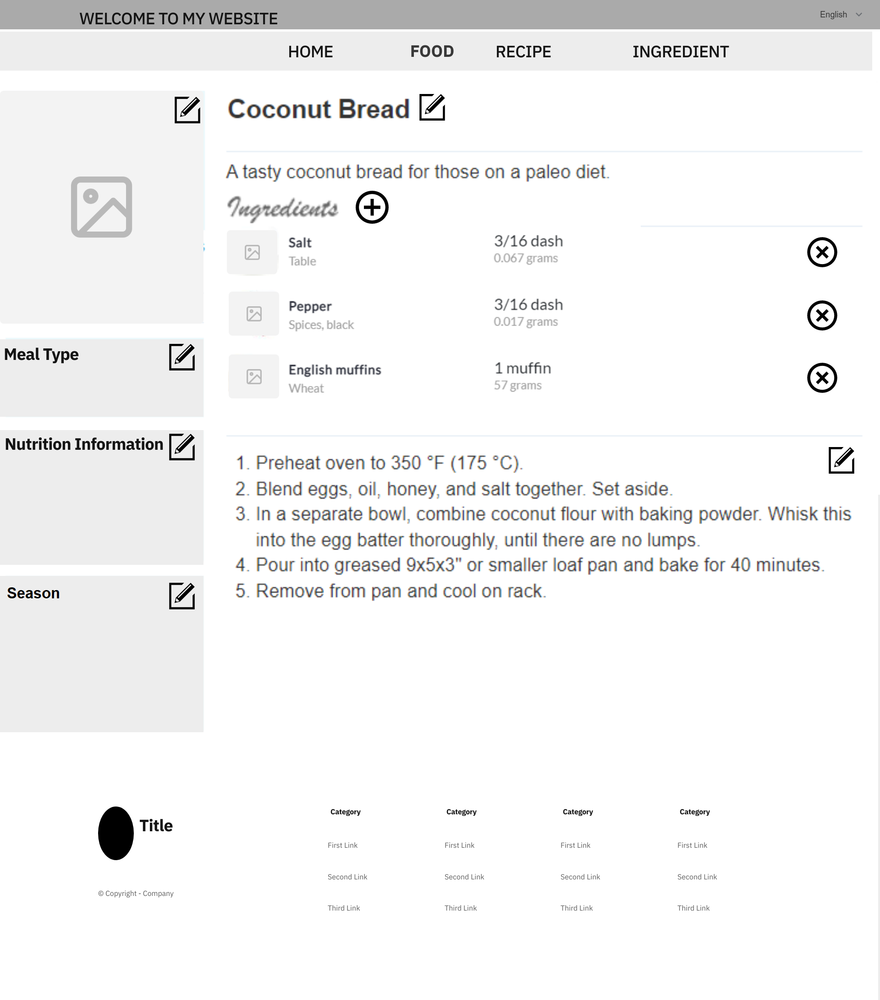 WELCOME TO MY WEBSITE
English
HOME FOOD RECIPE INGREDIENT
Coconut Bread
A tasty coconut bread for those on a paleo diet.
Ingredients
Salt 3/16 dash
Table 0.067 grams
Pepper 3/16 dash
Spices, black 0.017 grams
English muffins 1 muffin
Wheat 57 grams
Meal Type
Nutrition Information
Season
1. Preheat oven to 350 °F (175 °C).
2. Blend eggs, oil, honey, and salt together. Set aside.
3. In a separate bowl, combine coconut flour with baking powder. Whisk this
into the egg batter thoroughly, until there are no lumps.
4. Pour into greased 9x5x3" or smaller loaf pan and bake for 40 minutes.
5. Remove from pan and cool on rack.
Title
© Copyright - Company
Category Category Category Category
First Link First Link First Link First Link
Second Link Second Link Second Link Second Link
Third Link Third Link Third Link Third Link